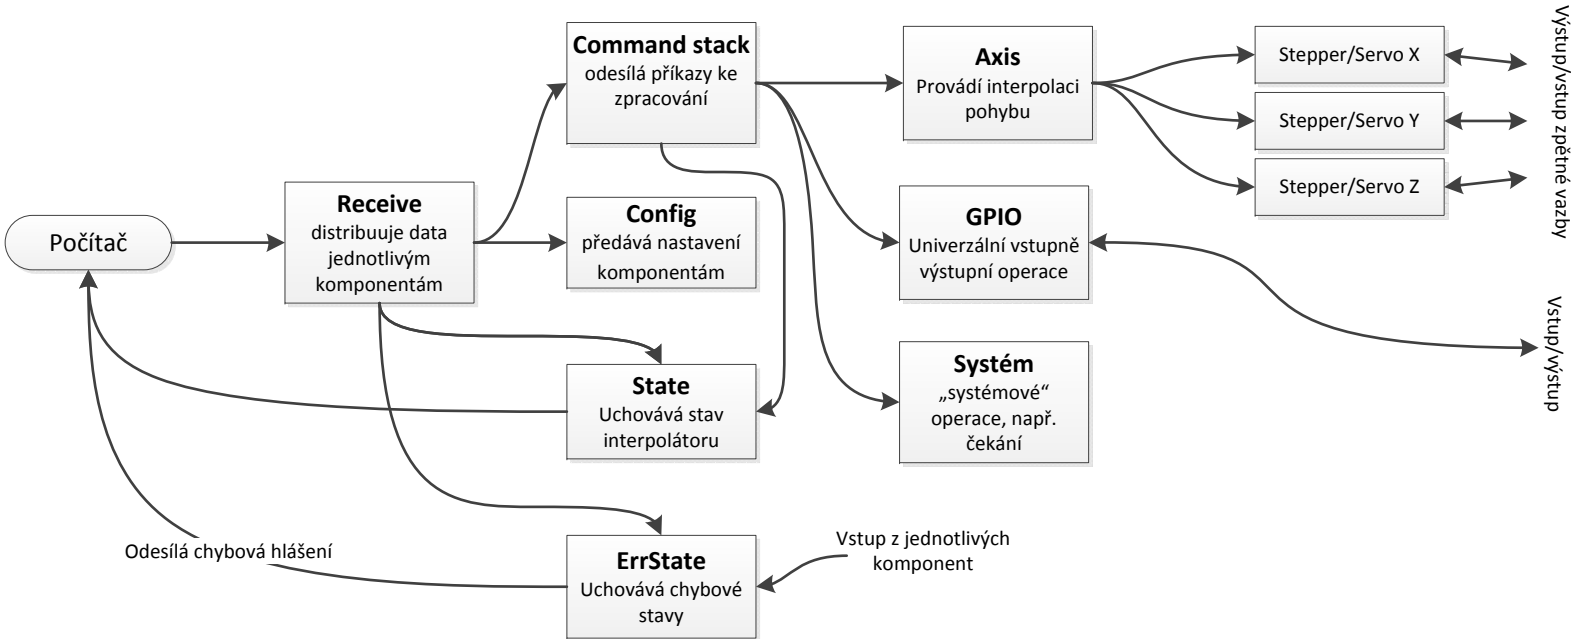 Počítač
Receive
distribuuje data
jednotlivým
komponentám
Command stack
odesílá příkazy ke
zpracování
Config
předává nastavení
komponentám
State
Uchovává stav
interpolátoru
ErrState
Uchovává chybové
stavy
Odesílá chybová hlášení
Vstup z jednotlivých
komponent
Axis
Provádí interpolaci
pohybu
GPIO
Univerzální vstupně
výstupní operace
Systém
„systémové“
operace, např.
čekání
Stepper/Servo X
Stepper/Servo Y
Stepper/Servo Z
Výstup/vstup zpětné vazby
Vstup/výstup